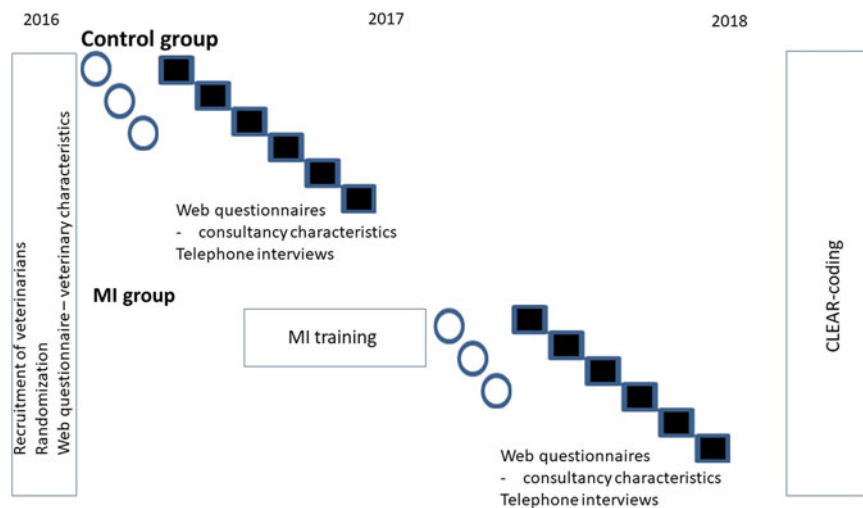 2016
2017
2018
Control group
Recruitment of veterinarians
Randomization
Web questionnaire – veterinary characteristics
Web questionnaires
- consultancy characteristics
Telephone interviews
MI group
MI training
Web questionnaires
- consultancy characteristics
Telephone interviews
CLEAR-coding